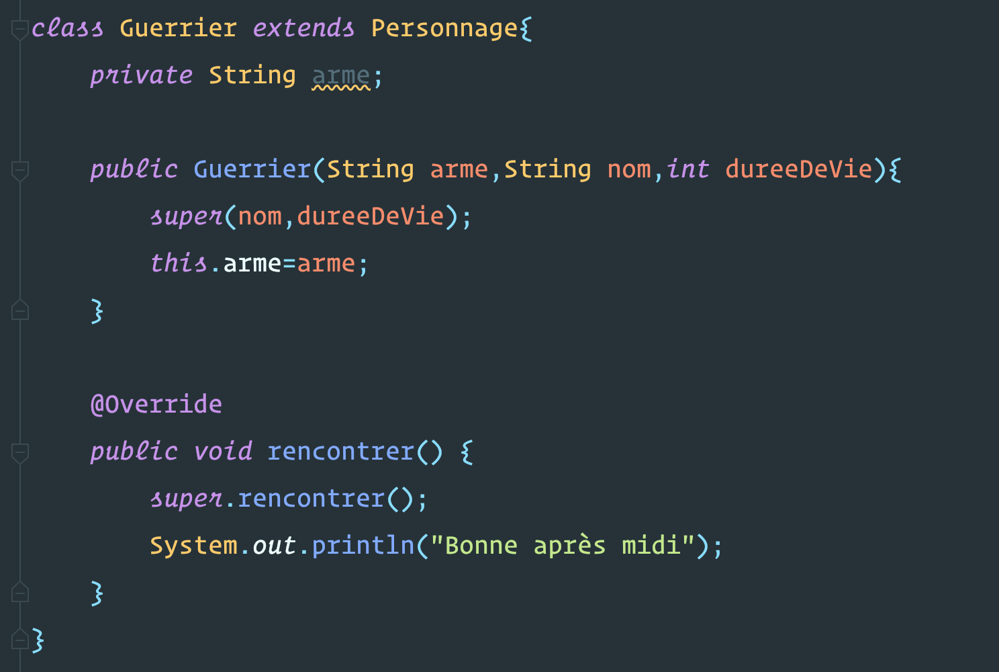 class Guerrier extends Personnage{
private String arme;
public Guerrier(String arme,String nom,int dureeDeVie){
super(nom,dureeDeVie);
this.arme=arme;
}
@Override
public void rencontrer() {
super.rencontrer();
System.out.println("Bonne après midi");
}
}